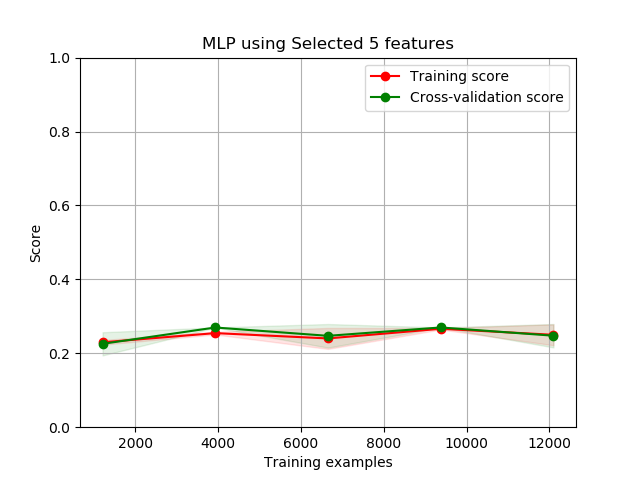 MLP using Selected 5 features
Training score
Cross-validation score
1.0
0.8
0.6
0.4
0.2
0.0
Score
2000 4000 6000 8000 10000 12000
Training examples